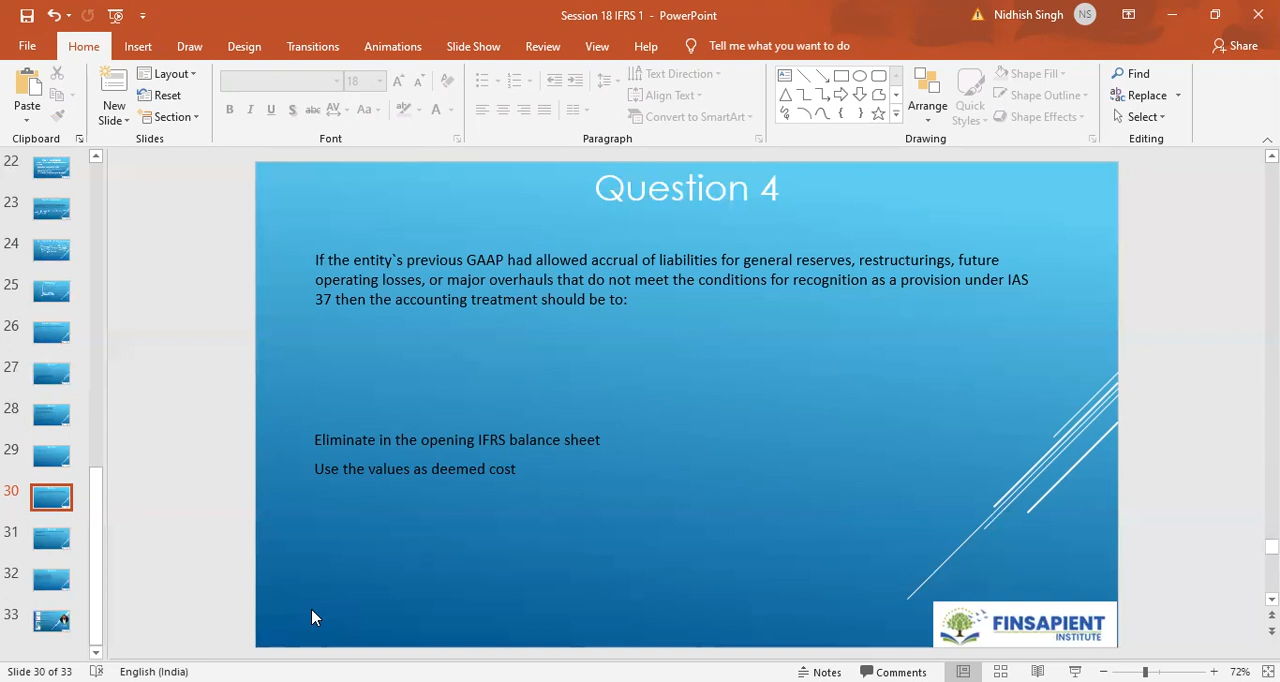 Session 18 IFRS 1 - PowerPoint
Nidhish Singh
NS
File
Home
Insert
Draw
Design
Transitions
Animations
Slide Show
Review
View
Help
Tell me what you want to do
Share
Paste
Clipboard
New
Slide
Layout
Reset
Section
Slides
18
A
A
B
I
U
S
abc
AV
Aa
A
Font
Text Direction
Align Text
Convert to SmartArt
Paragraph
Arrange
Quick
Styles
Shape Fill
Shape Outline
Shape Effects
Drawing
Find
Replace
Select
Editing
22
23
24
25
26
27
28
29
30
31
32
33
Question 4
If the entity`s previous GAAP had allowed accrual of liabilities for general reserves, restructurings, future
operating losses, or major overhauls that do not meet the conditions for recognition as a provision under IAS
37 then the accounting treatment should be to:
Eliminate in the opening IFRS balance sheet
Use the values as deemed cost
FINSAPIENT
INSTITUTE
Slide 30 of 33
English (India)
Notes
Comments
72%